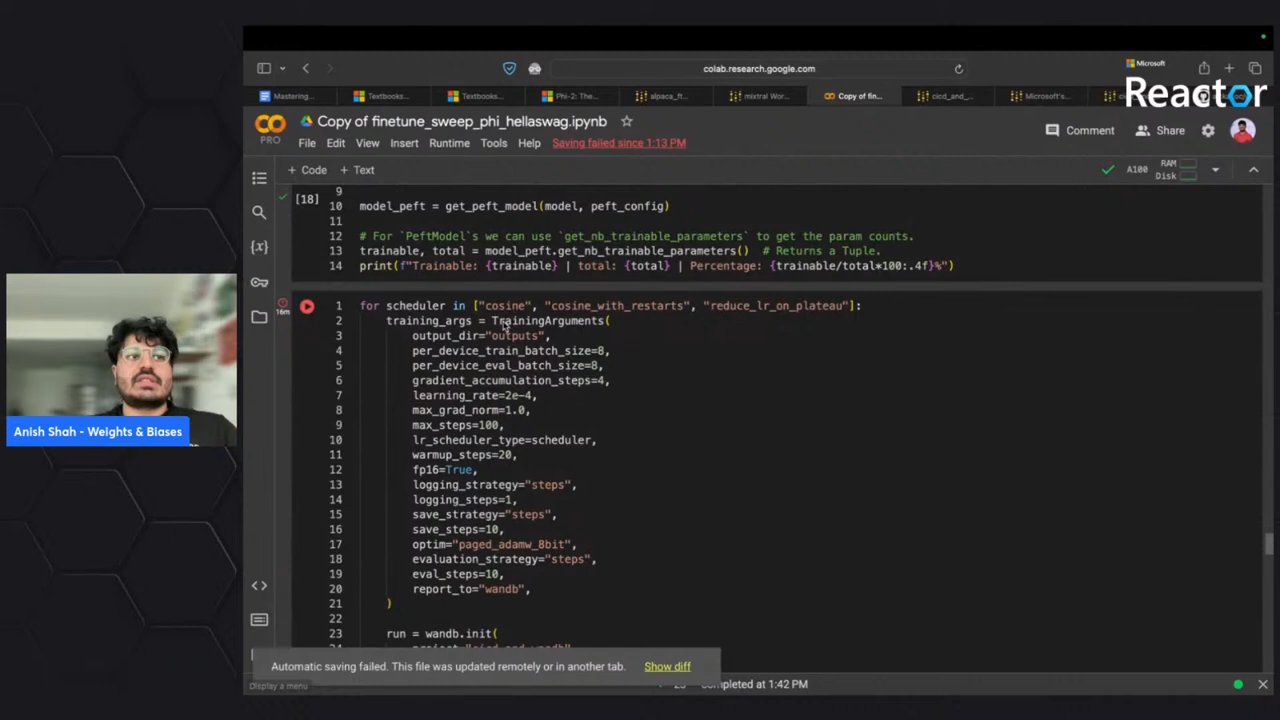 Microsoft
Reactor
colab.research.google.com
Mastering...
Textbooks...
Textbooks...
Phi-2: The...
alpaca_ft...
mixtral Wor...
Copy of fin...
cicd_and_...
Microsoft's...
Copy of finetune_sweep_phi_hellaswag.ipynb
PRO
File Edit View Insert Runtime Tools Help Saving failed since 1:13 PM
Comment Share
+ Code + Text
A100 RAM Disk
[18]
9
10 model_peft = get_peft_model(model, peft_config)
11
12 # For `PeftModel`s we can use `get_nb_trainable_parameters` to get the param counts.
13 trainable, total = model_peft.get_nb_trainable_parameters() # Returns a Tuple.
14 print(f"Trainable: {trainable} | total: {total} | Percentage: {trainable/total*100:.4f}%")
16m
1 for scheduler in ["cosine", "cosine_with_restarts", "reduce_lr_on_plateau"]:
2 training_args = TrainingArguments(
3 output_dir="outputs",
4 per_device_train_batch_size=8,
5 per_device_eval_batch_size=8,
6 gradient_accumulation_steps=4,
7 learning_rate=2e-4,
8 max_grad_norm=1.0,
9 max_steps=100,
10 lr_scheduler_type=scheduler,
11 warmup_steps=20,
12 fp16=True,
13 logging_strategy="steps",
14 logging_steps=1,
15 save_strategy="steps",
16 save_steps=10,
17 optim="paged_adamw_8bit",
18 evaluation_strategy="steps",
19 eval_steps=10,
20 report_to="wandb",
21 )
22
23 run = wandb.init(
Automatic saving failed. This file was updated remotely or in another tab. Show diff
Display a menu
completed at 1:42 PM
Anish Shah - Weights & Biases